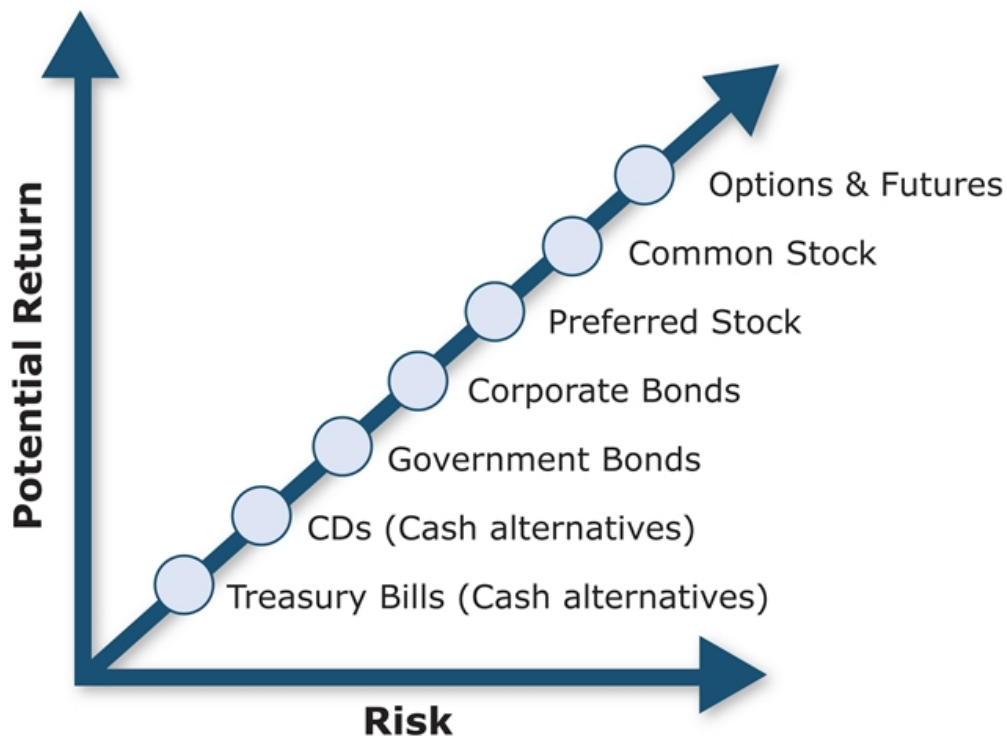 Potential Return
Options & Futures
Common Stock
Preferred Stock
Corporate Bonds
Government Bonds
CDs (Cash alternatives)
Treasury Bills (Cash alternatives)
Risk